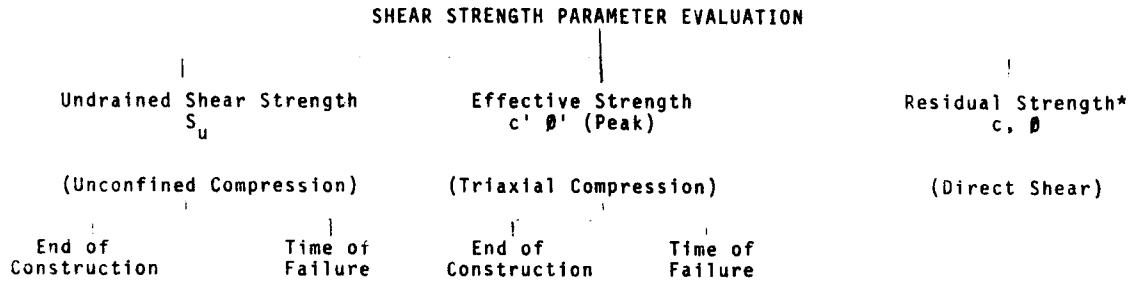 SHEAR STRENGTH PARAMETER EVALUATION
Undrained Shear Strength
Su
Effective Strength
c' Ø' (Peak)
Residual Strength*
c, Ø
(Unconfined Compression)
(Triaxial Compression)
(Direct Shear)
End of
Construction
Time of
Failure
End of
Construction
Time of
Failure